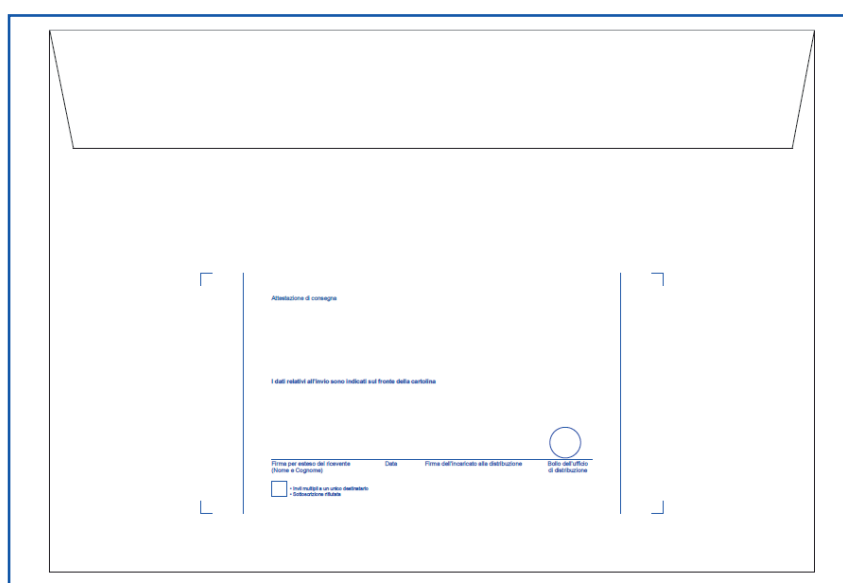 Attestazione di consegna
I dati relativi all'invio sono indicati sul fronte della cartolina
Firma per esteso del ricevente
(Nome e Cognome)
Data
Firma dell'incaricato alla distribuzione
Bollo dell'ufficio
di distribuzione
• Invii multipli a un unico destinatario
• Sottoscrizione rifiutata